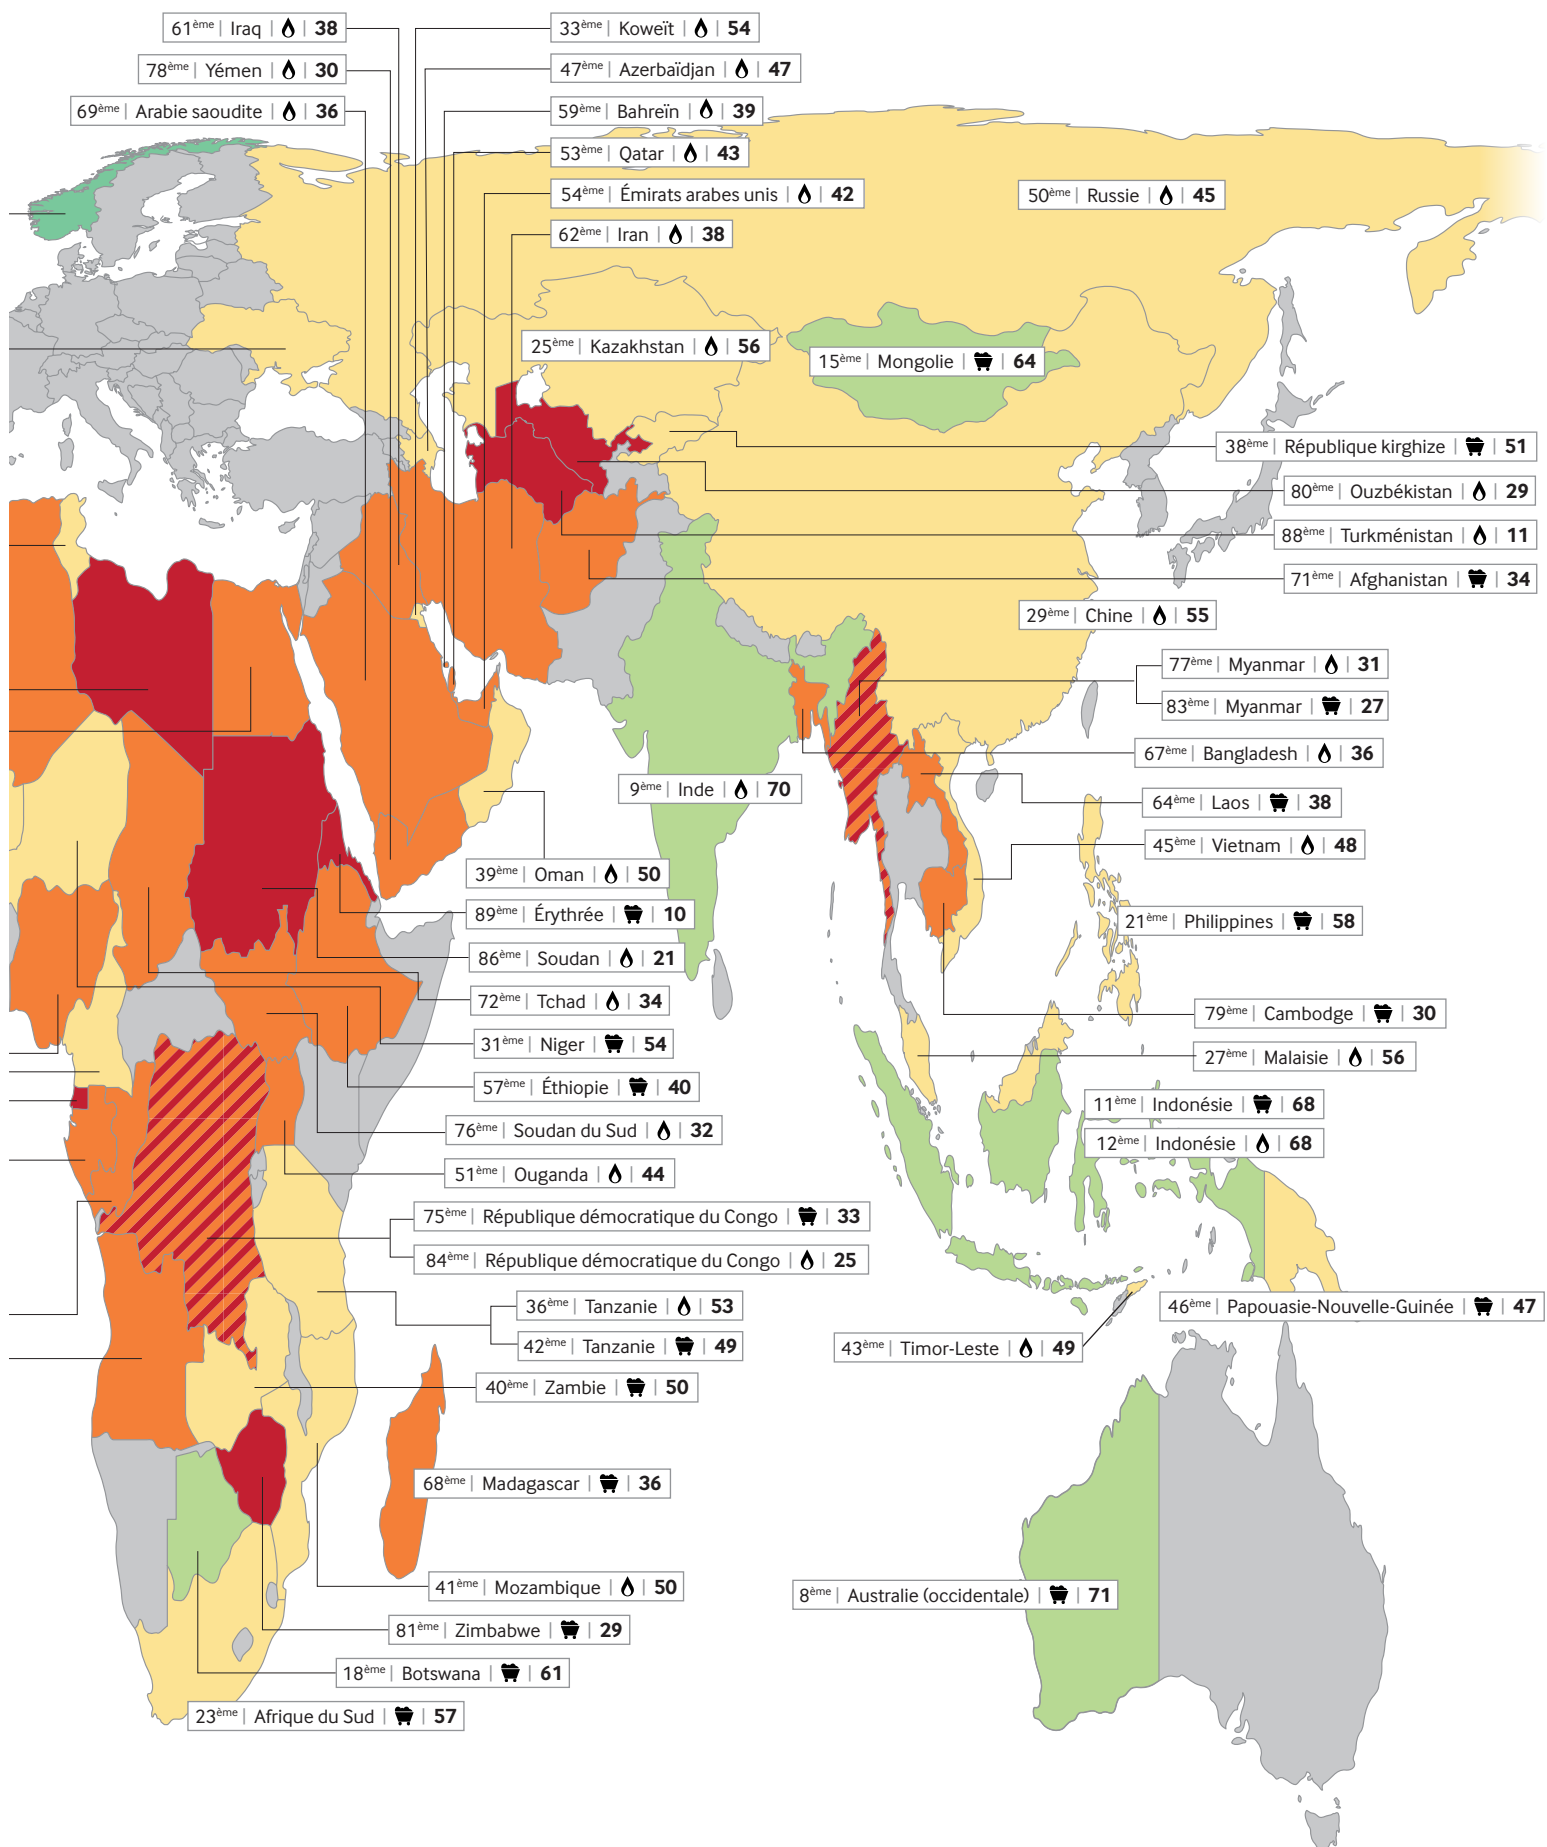 61ème | Iraq | 38
33ème | Koweït | 54
78ème | Yémen | 30
47ème | Azerbaïdjan | 47
69ème | Arabie saoudite | 36
59ème | Bahreïn | 39
53ème | Qatar | 43
54ème | Émirats arabes unis | 42
50ème | Russie | 45
62ème | Iran | 38
25ème | Kazakhstan | 56
15ème | Mongolie | 64
38ème | République kirghize | 51
80ème | Ouzbékistan | 29
88ème | Turkménistan | 11
71ème | Afghanistan | 34
29ème | Chine | 55
77ème | Myanmar | 31
83ème | Myanmar | 27
67ème | Bangladesh | 36
9ème | Inde | 70
64ème | Laos | 38
45ème | Vietnam | 48
39ème | Oman | 50
89ème | Érythrée | 10
21ème | Philippines | 58
86ème | Soudan | 21
72ème | Tchad | 34
79ème | Cambodge | 30
31ème | Niger | 54
27ème | Malaisie | 56
57ème | Éthiopie | 40
11ème | Indonésie | 68
76ème | Soudan du Sud | 32
12ème | Indonésie | 68
51ème | Ouganda | 44
75ème | République démocratique du Congo | 33
84ème | République démocratique du Congo | 25
36ème | Tanzanie | 53
46ème | Papouasie-Nouvelle-Guinée | 47
42ème | Tanzanie | 49
43ème | Timor-Leste | 49
40ème | Zambie | 50
68ème | Madagascar | 36
41ème | Mozambique | 50
8ème | Australie (occidentale) | 71
81ème | Zimbabwe | 29
18ème | Botswana | 61
23ème | Afrique du Sud | 57